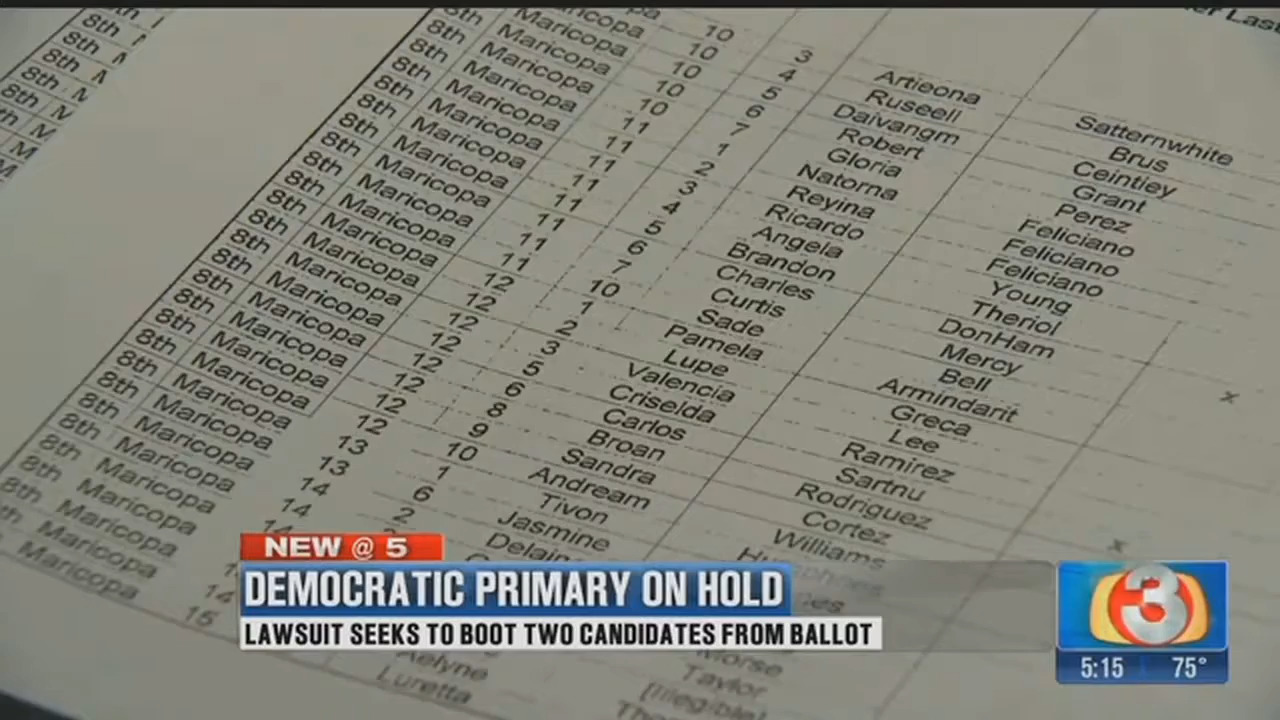 8th Maricopa 10 3 Artieona Satternwhite
8th Maricopa 10 4 Ruseell Brus
8th Maricopa 10 5 Daivangm Ceintiey
8th Maricopa 10 6 Robert Grant
8th Maricopa 10 7 Gloria Perez
8th Maricopa 11 1 Natorna Feliciano
8th Maricopa 11 2 Reyina Feliciano
8th Maricopa 11 3 Ricardo Feliciano
8th Maricopa 11 4 Angela Young
8th Maricopa 11 5 Brandon Theriol
8th Maricopa 11 6 Charles DonHam
8th Maricopa 11 7 Curtis Mercy
8th Maricopa 11 10 Sade Bell x
8th Maricopa 12 1 Pamela Armindarit
8th Maricopa 12 2 Lupe Greca
8th Maricopa 12 3 Valencia Lee
8th Maricopa 12 5 Criselda Ramirez
8th Maricopa 12 6 Carlos Sartnu
8th Maricopa 12 8 Broan Rodriguez
8th Maricopa 12 9 Sandra Cortez x
8th Maricopa 12 10 Andream Williams
8th Maricopa 13 1 Tivon
8th Maricopa 13 6 Jasmine
Maricopa 14 2
Maricopa 14
14
15
Morse
Aelyne Taylor
Luretta [Illegible]
NEW @ 5
DEMOCRATIC PRIMARY ON HOLD
LAWSUIT SEEKS TO BOOT TWO CANDIDATES FROM BALLOT
3
5:15 75°